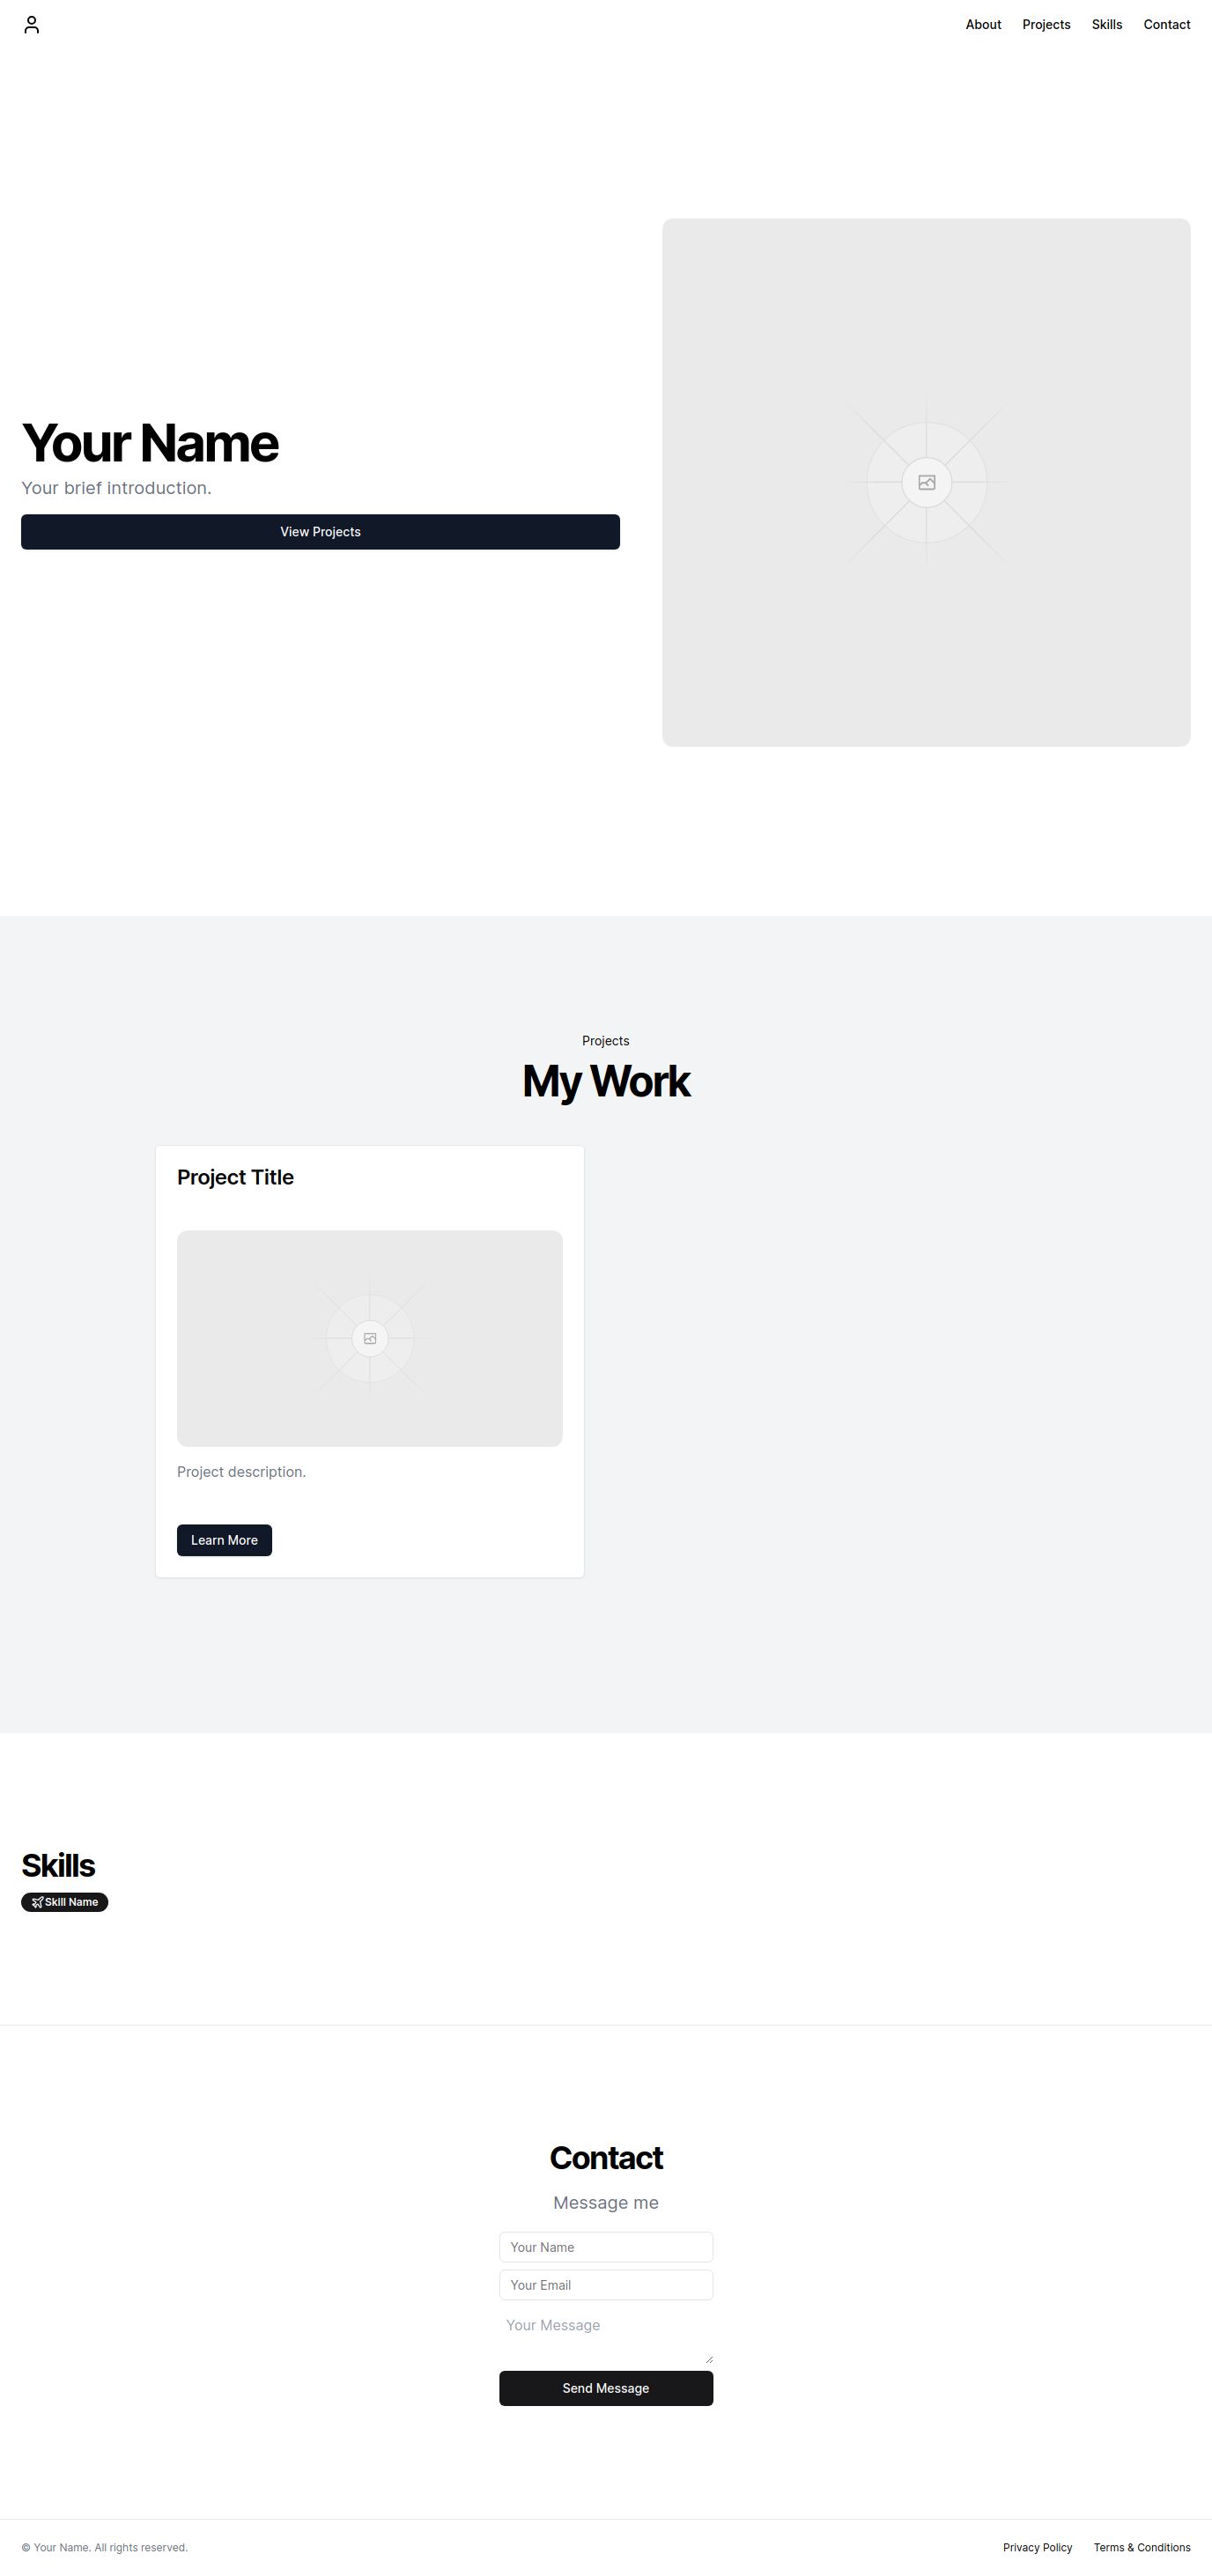 About Projects Skills Contact
Your Name
Your brief introduction.
View Projects
Projects
My Work
Project Title
Project description.
Learn More
Skills
Skill Name
Contact
Message me
Your Name
Your Email
Your Message
Send Message
© Your Name. All rights reserved. Privacy Policy Terms & Conditions